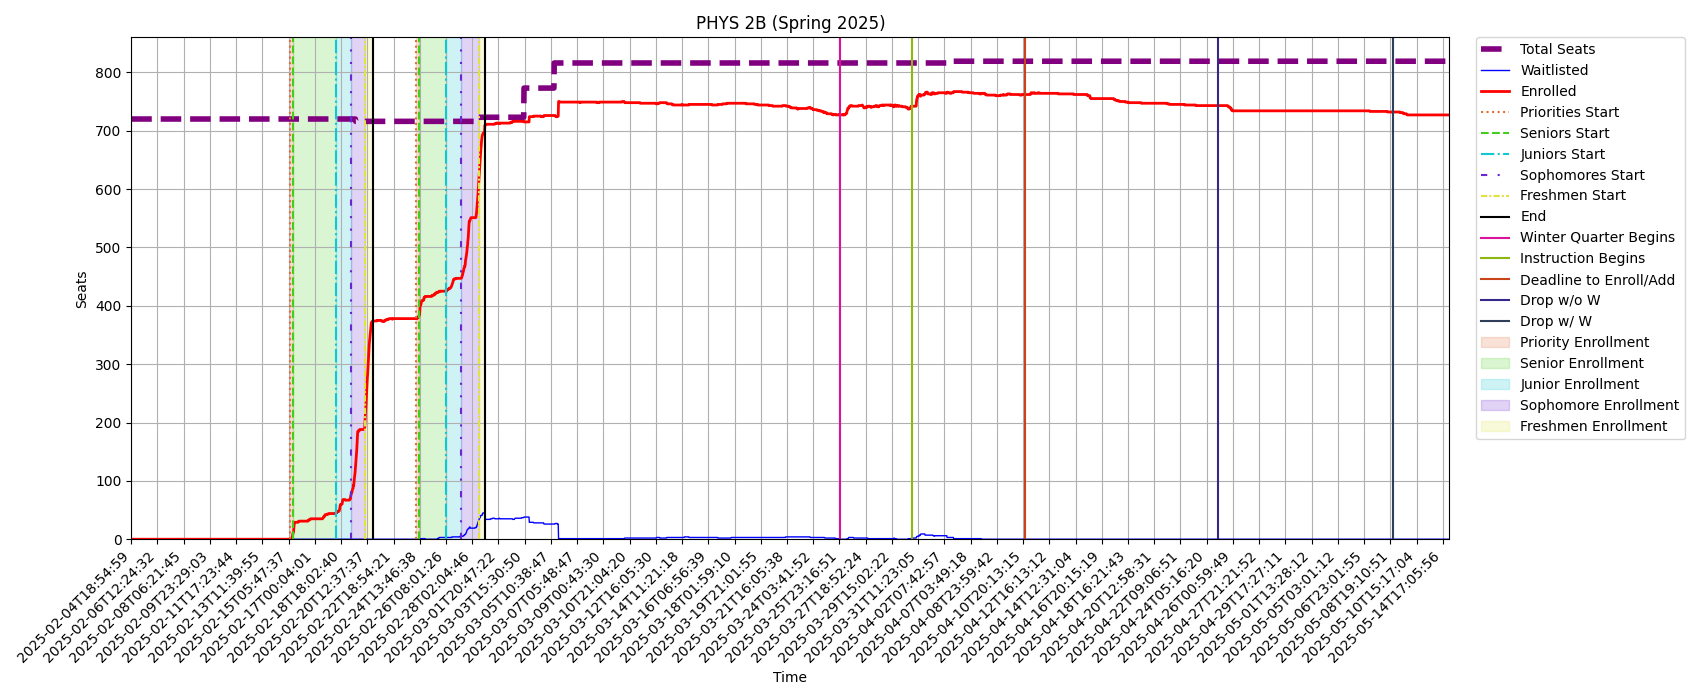 PHYS 2B (Spring 2025)
Seats
800
700
600
500
400
300
200
100
0
2025-02-04T18:54:59
2025-02-06T12:24:32
2025-02-08T06:21:45
2025-02-09T23:29:03
2025-02-11T17:23:44
2025-02-13T11:39:55
2025-02-15T05:47:37
2025-02-17T00:04:01
2025-02-18T18:02:40
2025-02-20T12:37:37
2025-02-22T18:54:21
2025-02-24T13:46:38
2025-02-26T08:01:26
2025-02-28T02:04:46
2025-03-01T20:47:22
2025-03-03T15:30:50
2025-03-05T10:38:47
2025-03-07T05:48:47
2025-03-09T00:43:30
2025-03-10T21:04:20
2025-03-12T16:05:30
2025-03-14T11:21:18
2025-03-16T06:56:39
2025-03-18T01:59:10
2025-03-19T21:01:55
2025-03-21T16:05:38
2025-03-24T03:41:52
2025-03-25T23:16:51
2025-03-27T18:52:24
2025-03-29T15:02:22
2025-03-31T11:23:05
2025-04-02T07:42:57
2025-04-07T03:49:18
2025-04-08T23:59:42
2025-04-10T20:13:15
2025-04-12T16:13:12
2025-04-14T12:31:04
2025-04-16T20:15:19
2025-04-18T16:21:43
2025-04-20T12:58:31
2025-04-22T09:06:51
2025-04-24T05:16:20
2025-04-26T00:59:49
2025-04-27T21:21:52
2025-04-29T17:27:11
2025-05-01T13:28:12
2025-05-05T03:01:12
2025-05-06T23:01:55
2025-05-08T19:10:51
2025-05-10T15:17:04
2025-05-14T17:05:56
Time
Total Seats
Waitlisted
Enrolled
Priorities Start
Seniors Start
Juniors Start
Sophomores Start
Freshmen Start
End
Winter Quarter Begins
Instruction Begins
Deadline to Enroll/Add
Drop w/o W
Drop w/ W
Priority Enrollment
Senior Enrollment
Junior Enrollment
Sophomore Enrollment
Freshmen Enrollment